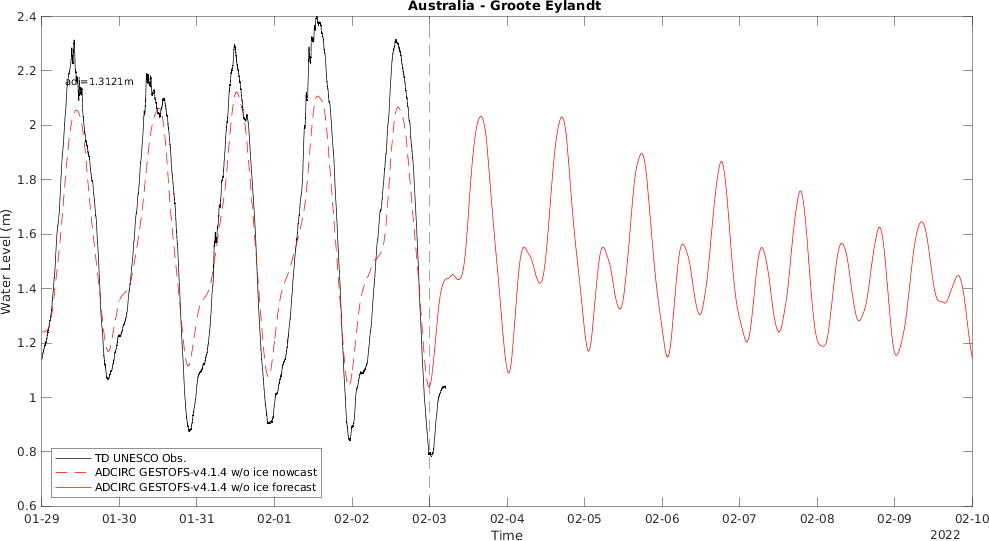 Australia - Groote Eylandt
2.4
2.2
2
1.8
1.6
1.4
1.2
1
0.8
0.6
Water Level (m)
adj=1.3121m
TD UNESCO Obs.
ADCIRC GESTOFS-v4.1.4 w/o ice nowcast
ADCIRC GESTOFS-v4.1.4 w/o ice forecast
01-29 01-30 01-31 02-01 02-02 02-03 02-04 02-05 02-06 02-07 02-08 02-09 02-10
Time
2022